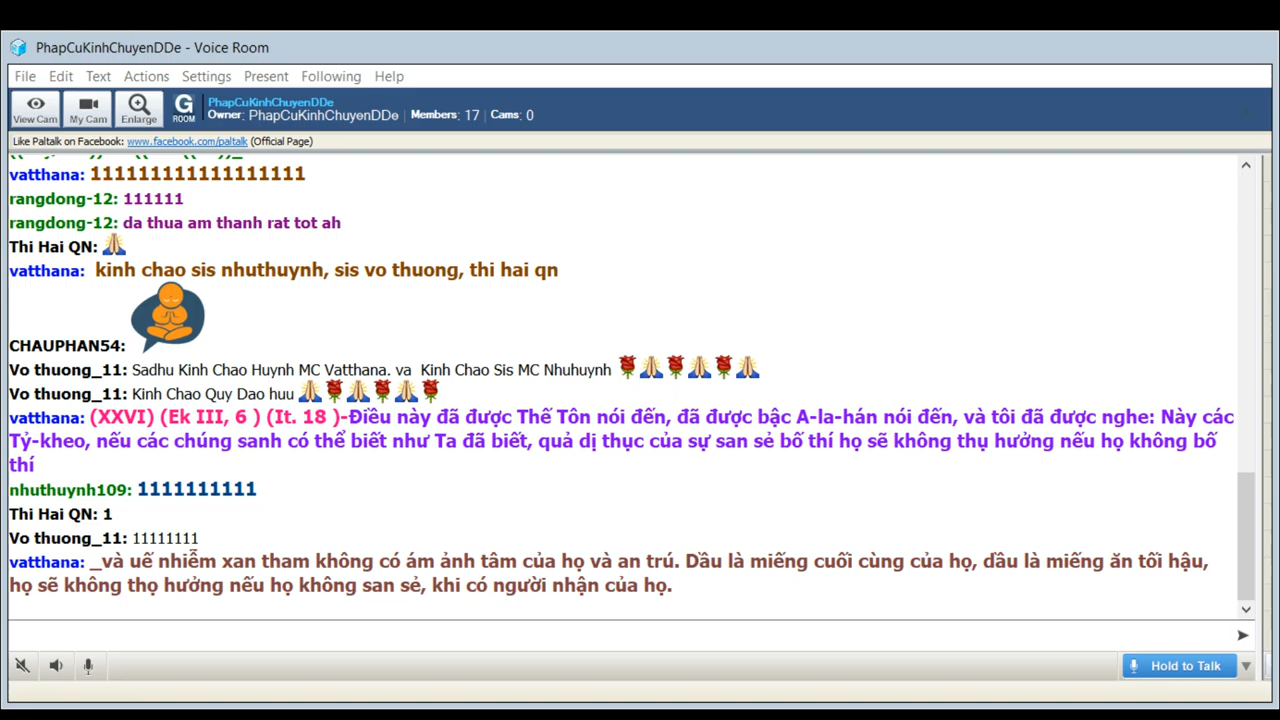 PhapCuKinhChuyenDDe - Voice Room
File Edit Text Actions Settings Present Following Help
View Cam My Cam Enlarge G ROOM
PhapCuKinhChuyenDDe
Owner: PhapCuKinhChuyenDDe | Members: 17 | Cams: 0
Like Paltalk on Facebook: www.facebook.com/paltalk (Official Page)
vatthana: 111111111111111111
rangdong-12: 111111
rangdong-12: da thua am thanh rat tot ah
Thi Hai QN: 🙏
vatthana: kinh chao sis nhuthuynh, sis vo thuong, thi hai qn
CHAUPHAN54:
Vo thuong_11: Sadhu Kinh Chao Huynh MC Vatthana. va Kinh Chao Sis MC Nhuhuynh 🌹🙏🌹🙏🌹🙏
Vo thuong_11: Kinh Chao Quy Dao huu 🙏🌹🙏🌹🙏🌹
vatthana: (XXVI) (Ek III, 6 ) (It. 18 )-Điều này đã được Thế Tôn nói đến, đã được bậc A-la-hán nói đến, và tôi đã được nghe: Này các
Tỷ-kheo, nếu các chúng sanh có thể biết như Ta đã biết, quả dị thục của sự san sẻ bố thí họ sẽ không thụ hưởng nếu họ không bố
thí
nhuthuynh109: 1111111111
Thi Hai QN: 1
Vo thuong_11: 11111111
vatthana: _và uế nhiễm xan tham không có ám ảnh tâm của họ và an trú. Dầu là miếng cuối cùng của họ, dầu là miếng ăn tối hậu,
họ sẽ không thọ hưởng nếu họ không san sẻ, khi có người nhận của họ.
Hold to Talk